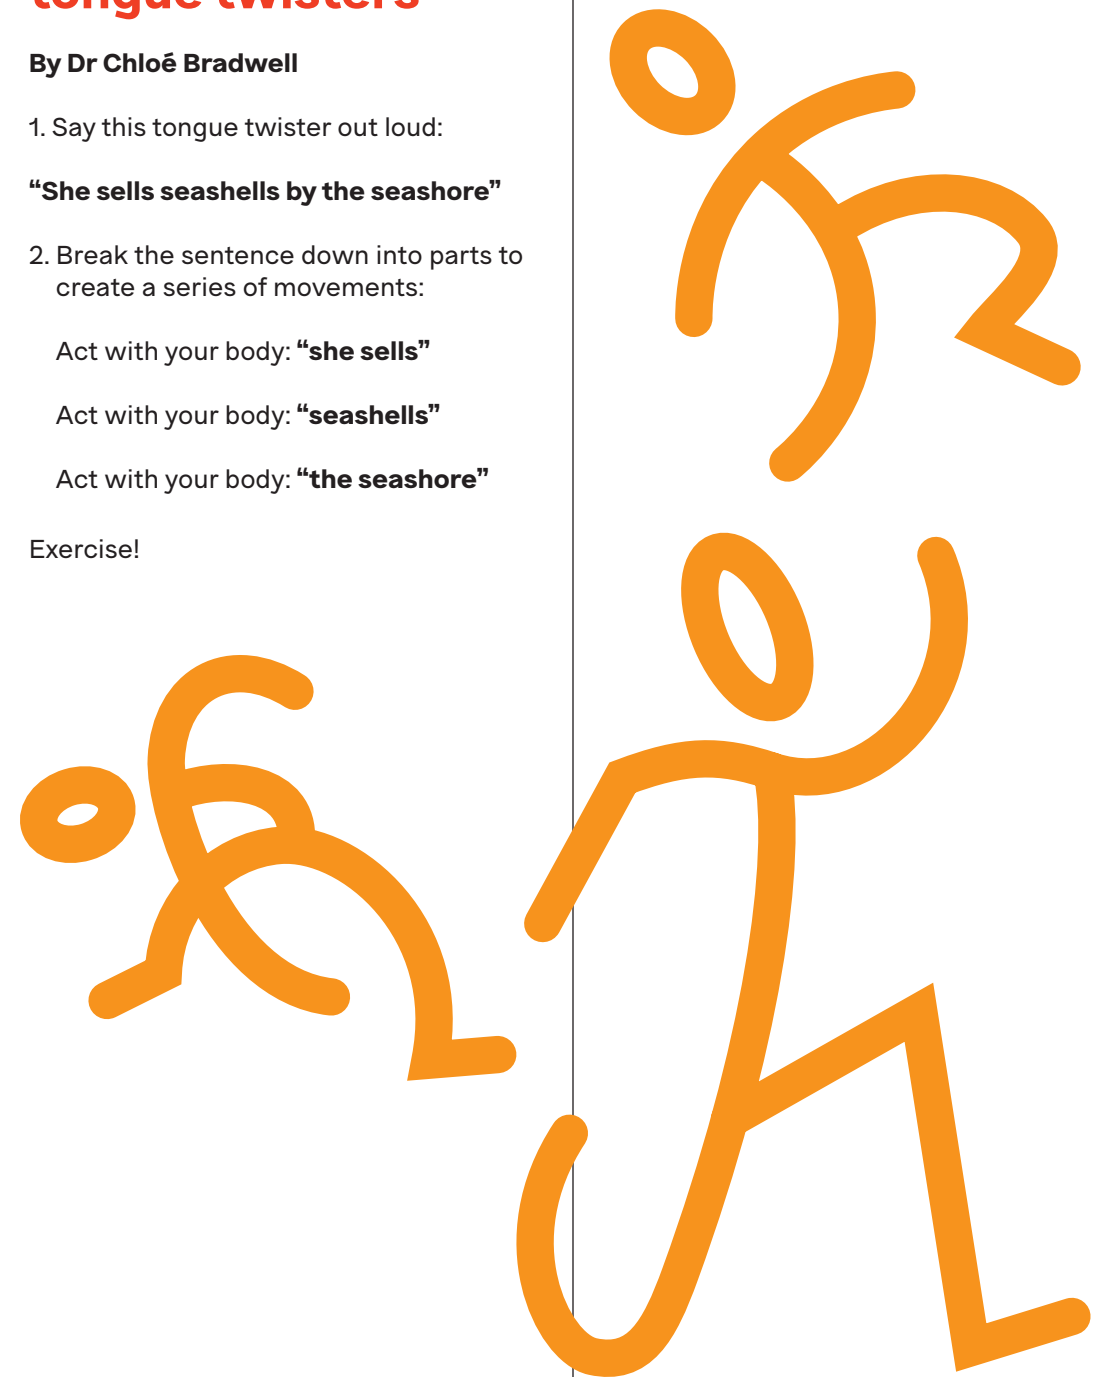 tongue twisters
By Dr Chloé Bradwell
1. Say this tongue twister out loud:
“She sells seashells by the seashore”
2. Break the sentence down into parts to
create a series of movements:
Act with your body: “she sells”
Act with your body: “seashells”
Act with your body: “the seashore”
Exercise!